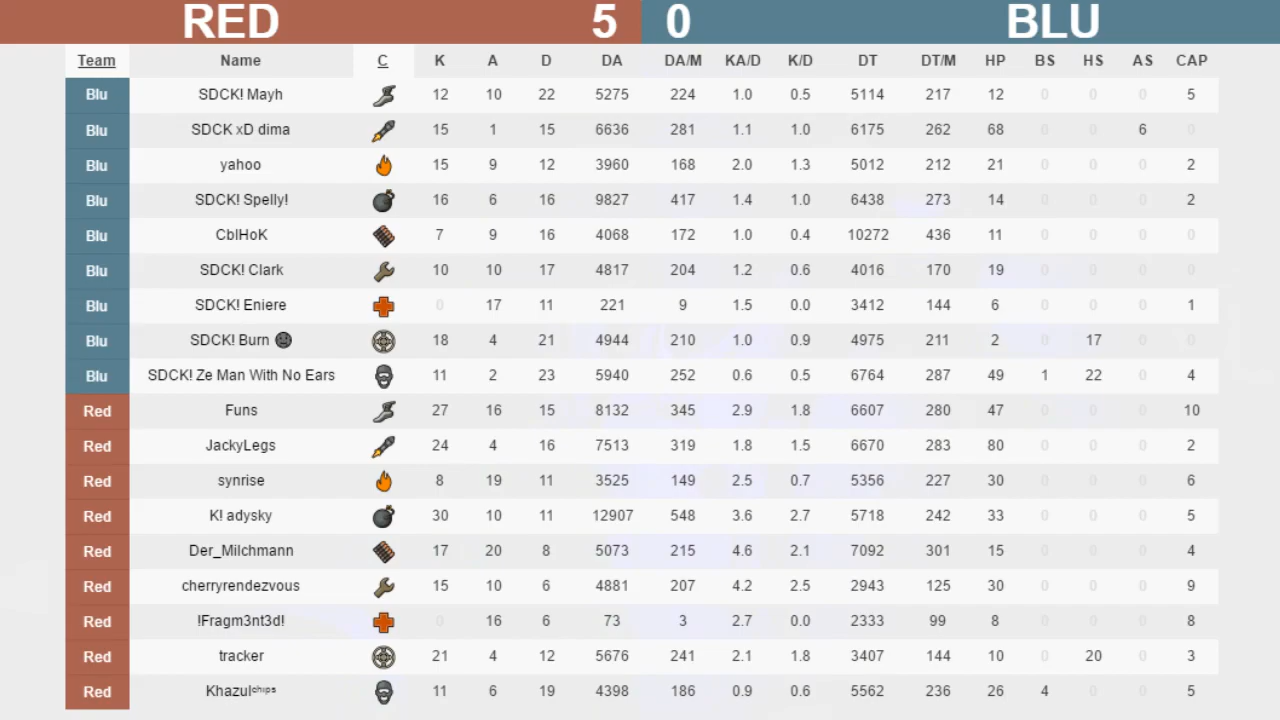 RED 5 0 BLU
Team Name C K A D DA DA/M KA/D K/D DT DT/M HP BS HS AS CAP
Blu SDCK! Mayh 12 10 22 5275 224 1.0 0.5 5114 217 12 0 0 0 5
Blu SDCK xD dima 15 1 15 6636 281 1.1 1.0 6175 262 68 0 0 6 0
Blu yahoo 15 9 12 3960 168 2.0 1.3 5012 212 21 0 0 0 2
Blu SDCK! Spelly! 16 6 16 9827 417 1.4 1.0 6438 273 14 0 0 0 2
Blu CblHoK 7 9 16 4068 172 1.0 0.4 10272 436 11 0 0 0 0
Blu SDCK! Clark 10 10 17 4817 204 1.2 0.6 4016 170 19 0 0 0 0
Blu SDCK! Eniere 0 17 11 221 9 1.5 0.0 3412 144 6 0 0 0 1
Blu SDCK! Burn 18 4 21 4944 210 1.0 0.9 4975 211 2 0 17 0 0
Blu SDCK! Ze Man With No Ears 11 2 23 5940 252 0.6 0.5 6764 287 49 1 22 0 4
Red Funs 27 16 15 8132 345 2.9 1.8 6607 280 47 0 0 0 10
Red JackyLegs 24 4 16 7513 319 1.8 1.5 6670 283 80 0 0 0 2
Red synrise 8 19 11 3525 149 2.5 0.7 5356 227 30 0 0 0 6
Red K! adysky 30 10 11 12907 548 3.6 2.7 5718 242 33 0 0 0 5
Red Der_Milchmann 17 20 8 5073 215 4.6 2.1 7092 301 15 0 0 0 4
Red cherryrendezvous 15 10 6 4881 207 4.2 2.5 2943 125 30 0 0 0 9
Red !Fragm3nt3d! 0 16 6 73 3 2.7 0.0 2333 99 8 0 0 0 8
Red tracker 21 4 12 5676 241 2.1 1.8 3407 144 10 0 20 0 3
Red Khazulᶜʰⁱᵖˢ 11 6 19 4398 186 0.9 0.6 5562 236 26 4 0 0 5